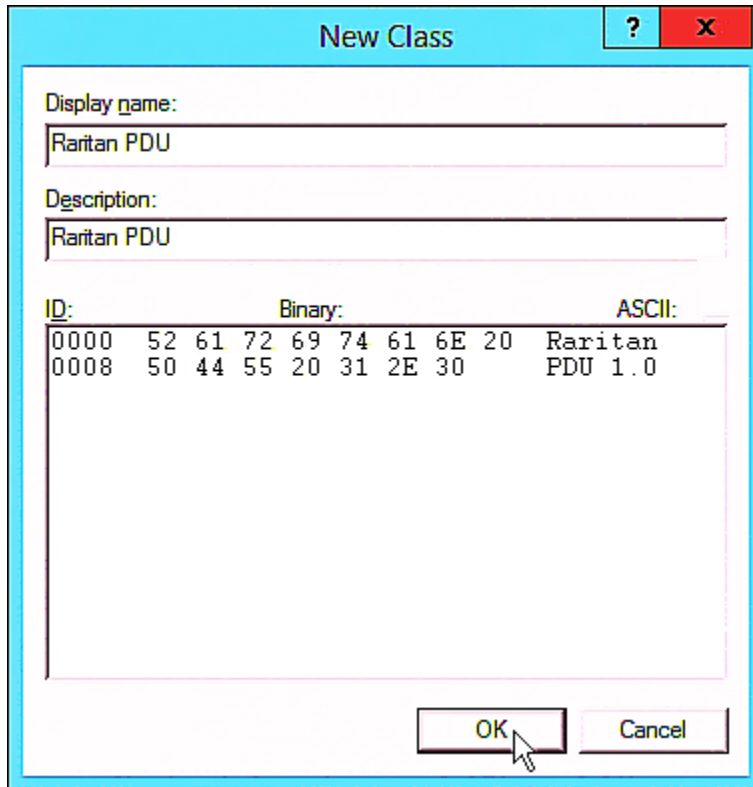 New Class
?
x
Display name:
Raritan PDU
Description:
Raritan PDU
ID: Binary: ASCII:
0000 52 61 72 69 74 61 6E 20 Raritan
0008 50 44 55 20 31 2E 30 PDU 1.0
OK
Cancel